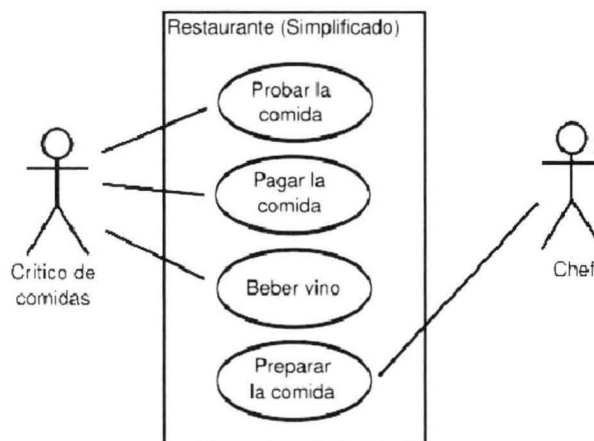 Restaurante (Simplificado)
Probar la
comida
Pagar la
comida
Crítico de
comidas
Chef
Beber vino
Preparar
la comida